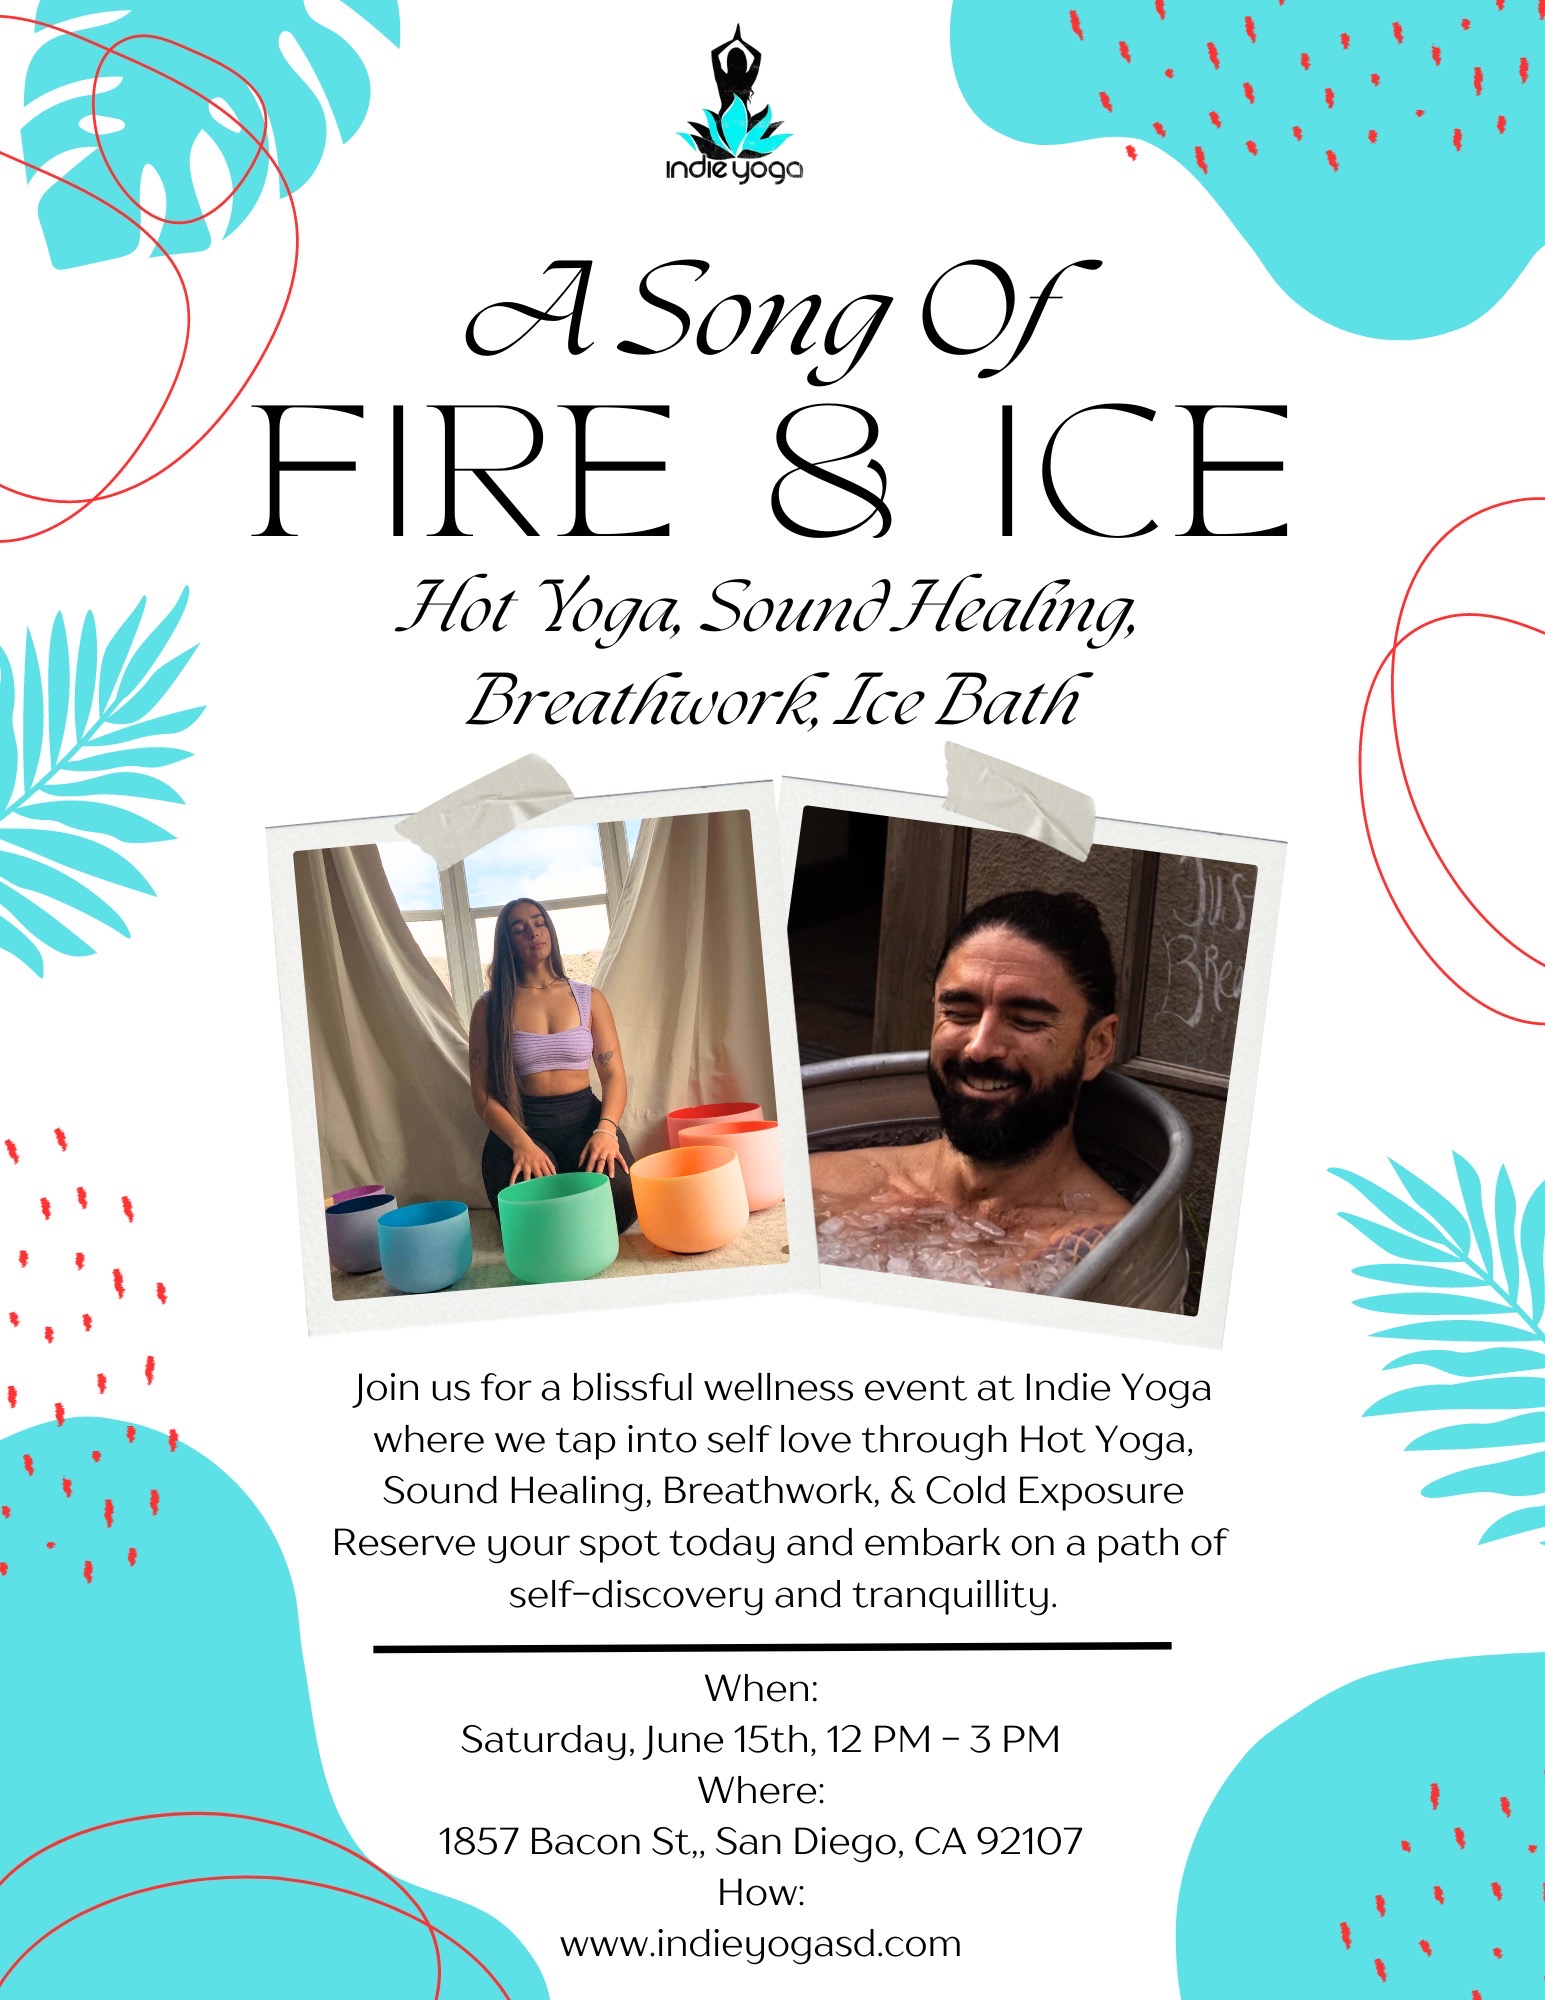 indie yoga
A Song Of
FIRE & ICE
Hot Yoga, Sound Healing,
Breathwork, Ice Bath
Jus
Brea
Join us for a blissful wellness event at Indie Yoga
where we tap into self love through Hot Yoga,
Sound Healing, Breathwork, & Cold Exposure
Reserve your spot today and embark on a path of
self-discovery and tranquillity.
When:
Saturday, June 15th, 12 PM - 3 PM
Where:
1857 Bacon St,, San Diego, CA 92107
How:
www.indieyogasd.com